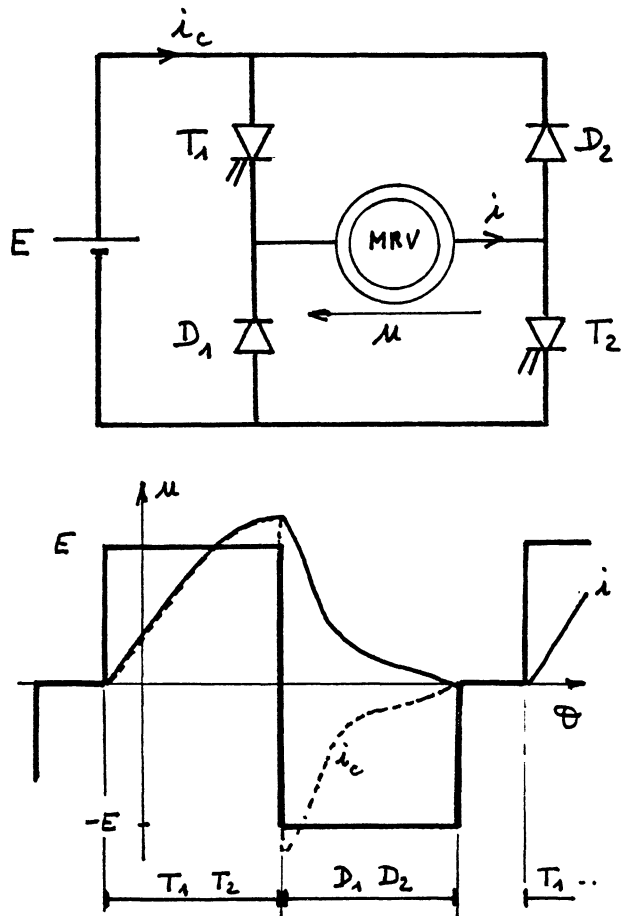 i_c
T₁
D₂
E
MRV
i
D₁
u
T₂
u
E
i
θ
i_c
-E
T₁ T₂
D₁ D₂
T₁ ..